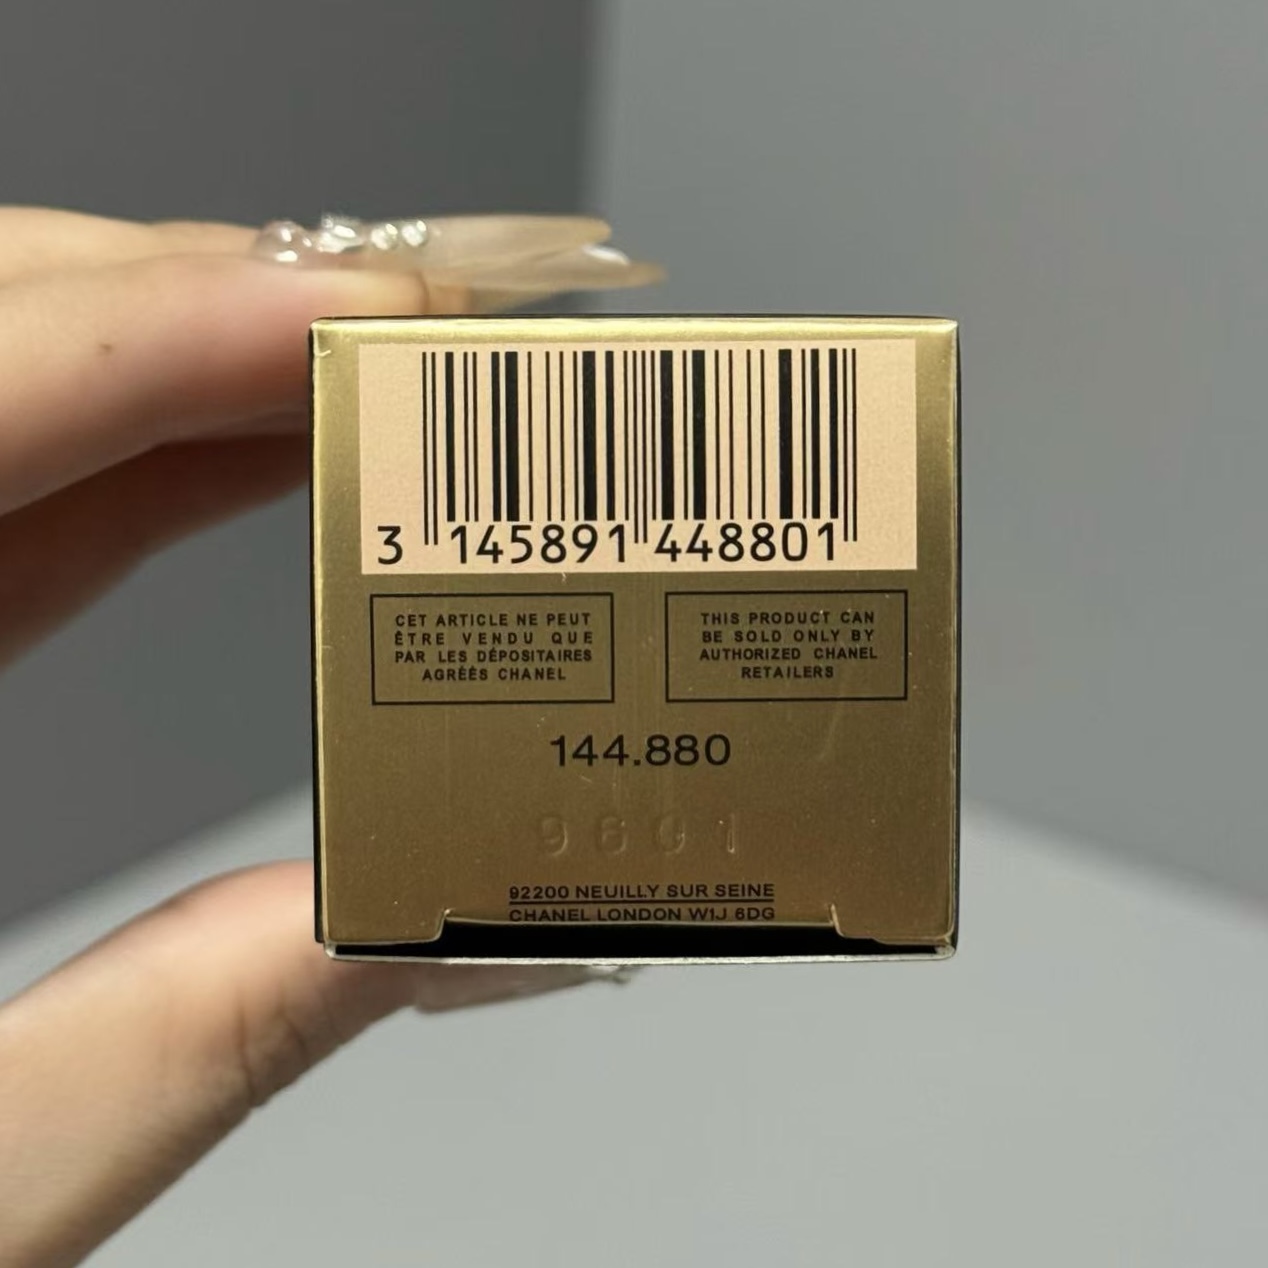 3 145891 448801
CET ARTICLE NE PEUT
ÊTRE VENDU QUE
PAR LES DÉPOSITAIRES
AGRÉÉS CHANEL
THIS PRODUCT CAN
BE SOLD ONLY BY
AUTHORIZED CHANEL
RETAILERS
144.880
9601
92200 NEUILLY SUR SEINE
CHANEL LONDON W1J 6DG